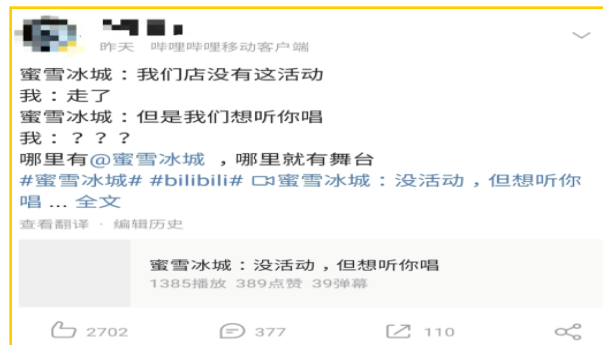 昨天 哔哩哔哩移动客户端
蜜雪冰城：我们店没有这活动
我：走了
蜜雪冰城：但是我们想听你唱
我：？？？
哪里有@蜜雪冰城 ，哪里就有舞台
#蜜雪冰城# #bilibili# 蜜雪冰城：没活动，但想听你
唱 ... 全文
查看翻译 · 编辑历史
蜜雪冰城：没活动，但想听你唱
1385播放 389点赞 39弹幕
2702 377 110